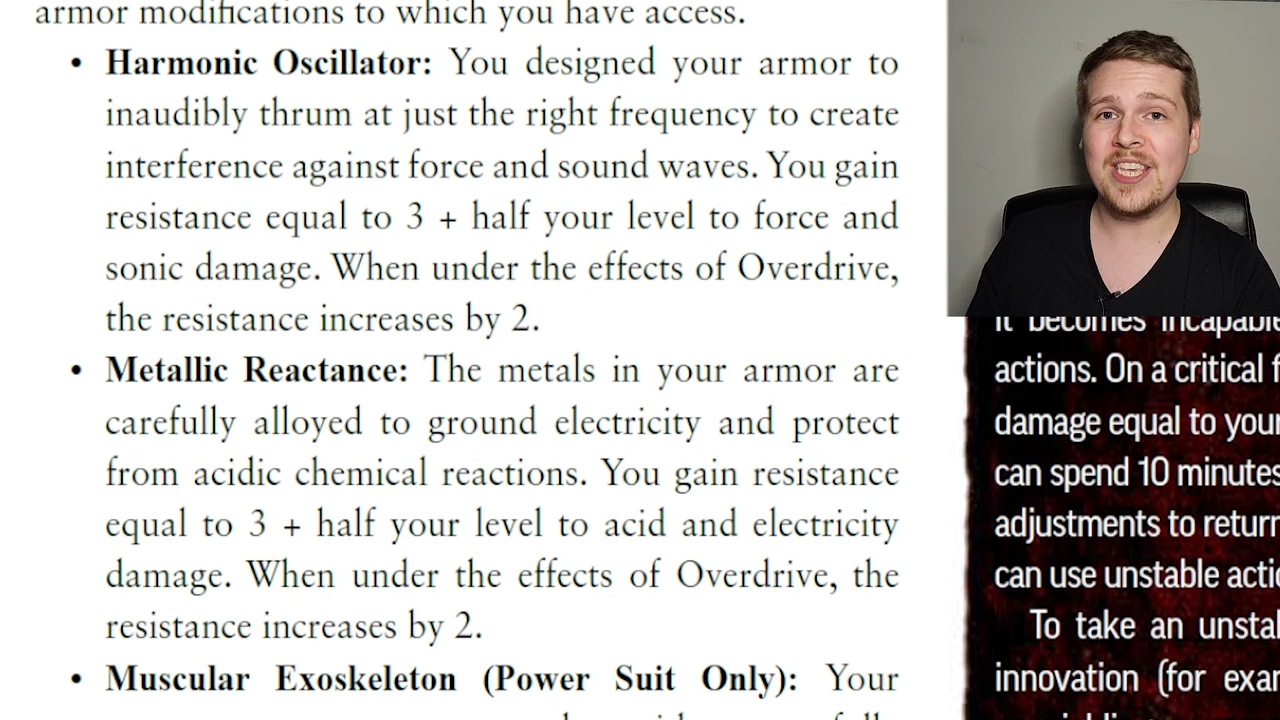 armor modifications to which you have access.
• Harmonic Oscillator: You designed your armor to
inaudibly thrum at just the right frequency to create
interference against force and sound waves. You gain
resistance equal to 3 + half your level to force and
sonic damage. When under the effects of Overdrive,
the resistance increases by 2.
• Metallic Reactance: The metals in your armor are
carefully alloyed to ground electricity and protect
from acidic chemical reactions. You gain resistance
equal to 3 + half your level to acid and electricity
damage. When under the effects of Overdrive, the
resistance increases by 2.
• Muscular Exoskeleton (Power Suit Only): Your
It becomes incapable
actions. On a critical f
damage equal to your
can spend 10 minutes
adjustments to return
can use unstable actio
To take an unstab
innovation (for exam